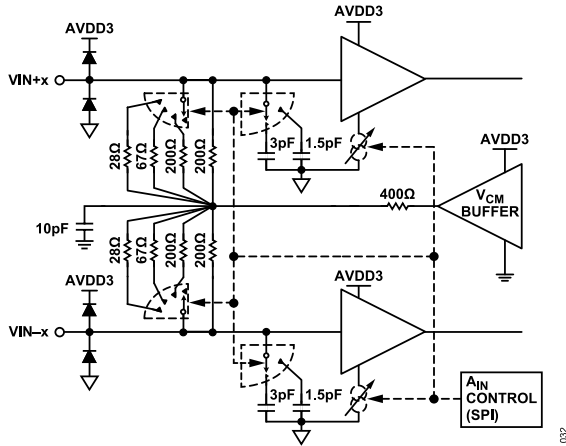 AVDD3
AVDD3
VIN+x
28Ω
67Ω
200Ω
200Ω
3pF
1.5pF
AVDD3
400Ω
VCM
BUFFER
10pF
28Ω
67Ω
200Ω
200Ω
AVDD3
AVDD3
VIN–x
3pF
1.5pF
AIN
CONTROL
(SPI)
032